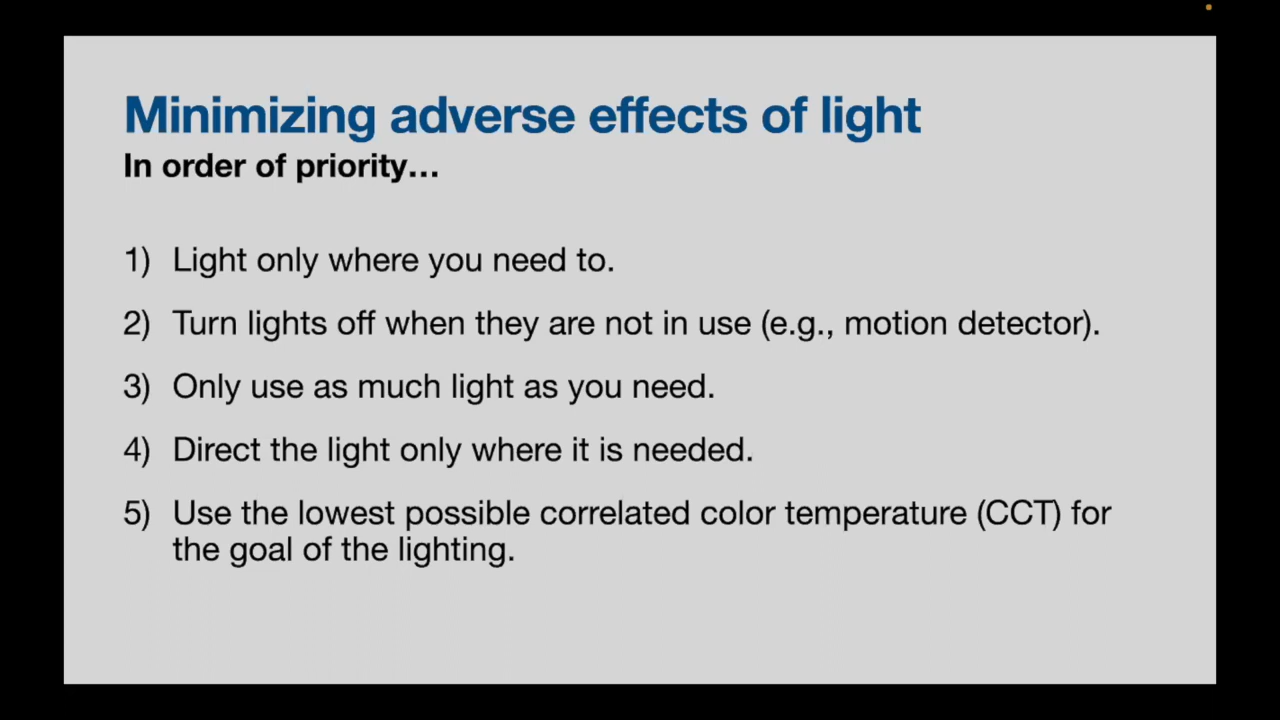 Minimizing adverse effects of light
In order of priority…
1) Light only where you need to.
2) Turn lights off when they are not in use (e.g., motion detector).
3) Only use as much light as you need.
4) Direct the light only where it is needed.
5) Use the lowest possible correlated color temperature (CCT) for
the goal of the lighting.